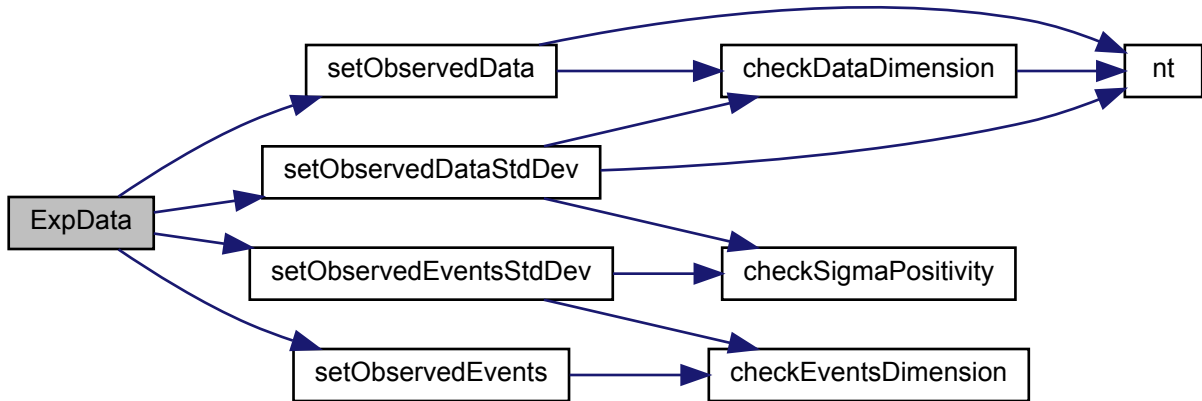 setObservedData
checkDataDimension
nt
setObservedDataStdDev
ExpData
setObservedEventsStdDev
checkSigmaPositivity
setObservedEvents
checkEventsDimension